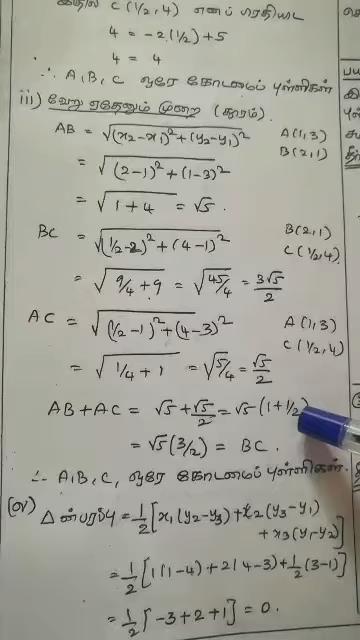 C(1/2, 4) எனப் பிரதியிட
4 = -2(1/2)+5
4 = 4
∴ A, B, C ஒரே கோடமைப் புள்ளிகள்
iii) வேறு ஏதேனும் முறை (தூரம்).
AB = √(x₂-x₁)²+(y₂-y₁)² A(1,3)
= √(2-1)²+(1-3)² B(2,1)
= √1+4 = √5.
BC = √(1/2-2)²+(4-1)² B(2,1)
C(1/2,4)
= √9/4+9 = √45/4 = 3√5/2
AC = √(1/2-1)²+(4-3)² A(1,3)
C(1/2,4)
= √1/4+1 = √5/4 = √5/2
AB+AC = √5+√5/2 = √5(1+1/2)
= √5(3/2) = BC.
∴ A, B, C, ஒரே கோடமைப் புள்ளிகள்.
(or) Δ ன் பரப்பு = 1/2[x₁(y₂-y₃)+x₂(y₃-y₁)
+x₃(y₁-y₂)]
= 1/2[1(1-4)+2(4-3)+1/2(3-1)]
= 1/2[-3+2+1] = 0.